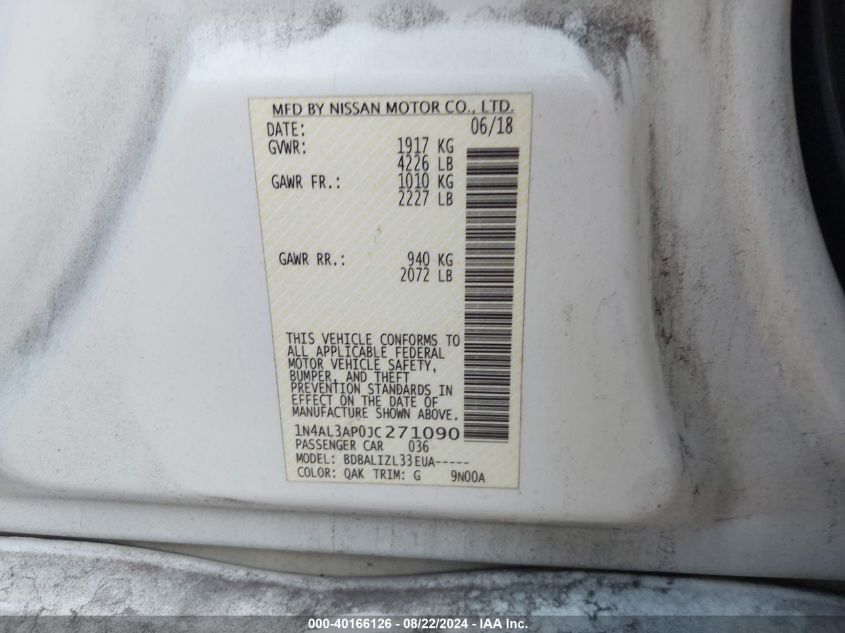 MFD BY NISSAN MOTOR CO., LTD.
DATE: 06/18
GVWR: 1917 KG
4226 LB
GAWR FR.: 1010 KG
2227 LB
GAWR RR.: 940 KG
2072 LB
THIS VEHICLE CONFORMS TO
ALL APPLICABLE FEDERAL
MOTOR VEHICLE SAFETY,
BUMPER, AND THEFT
PREVENTION STANDARDS IN
EFFECT ON THE DATE OF
MANUFACTURE SHOWN ABOVE.
1N4AL3AP0JC271090
PASSENGER CAR 036
MODEL: BDBALIZL33EUA-----
COLOR: QAK TRIM: G 9N00A
000-40166126 - 08/22/2024 - IAA Inc.